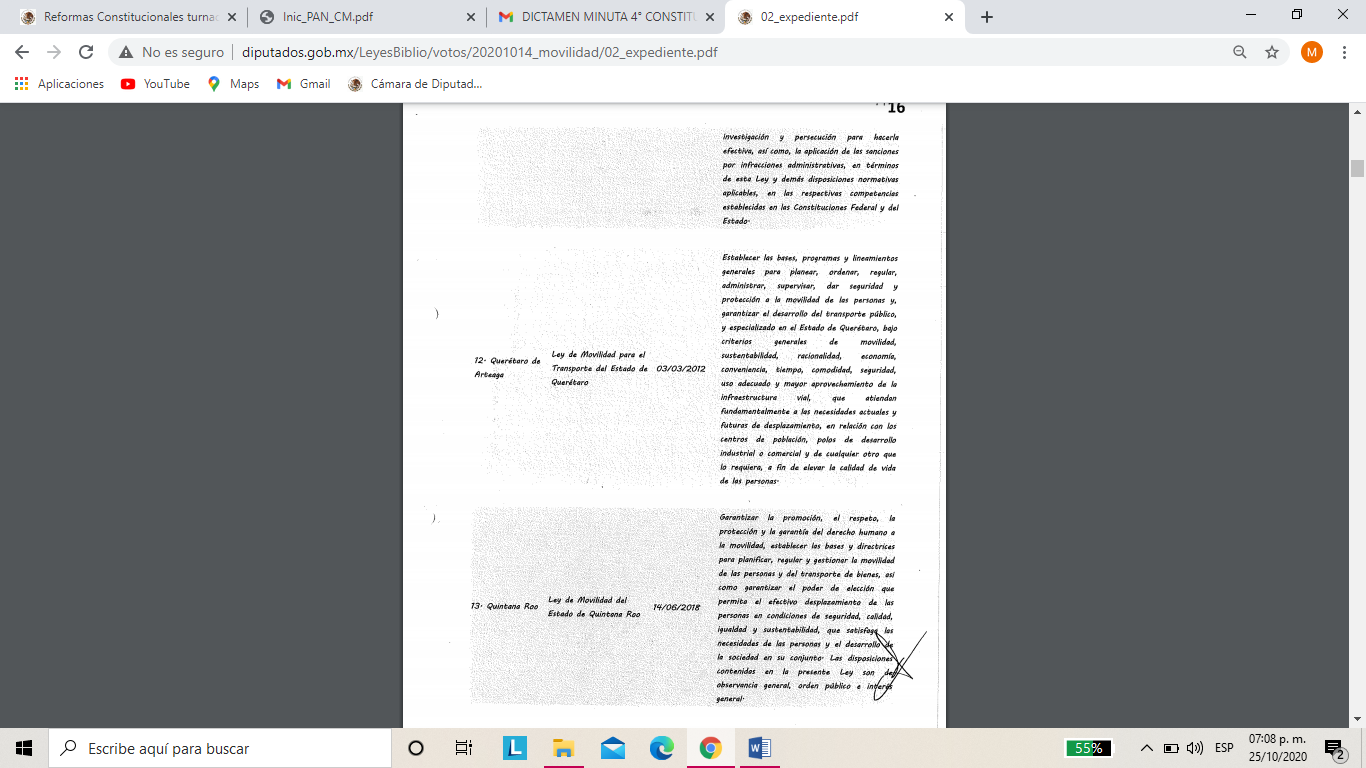 Reformas Constitucionales turna
Inic_PAN_CM.pdf
DICTAMEN MINUTA 4° CONSTITU
02_expediente.pdf
No es seguro
diputados.gob.mx/LeyesBiblio/votos/20201014_movilidad/02_expediente.pdf
M
Aplicaciones
YouTube
Maps
Gmail
Cámara de Diputad...
16
investigación y persecución para hacerla
efectiva, así como, la aplicación de las sanciones
por infracciones administrativas, en términos
de esta Ley y demás disposiciones normativas
aplicables, en las respectivas competencias
establecidas en las Constituciones Federal y del
Estado.
12. Querétaro de
Arteaga
Ley de Movilidad para el
Transporte del Estado de
Querétaro
03/03/2012
Establecer las bases, programas y lineamientos
generales para planear, ordenar, regular,
administrar, supervisar, dar seguridad y
protección a la movilidad de las personas y,
garantizar el desarrollo del transporte público,
y especializado en el Estado de Querétaro, bajo
criterios generales de movilidad,
sustentabilidad, racionalidad, economía,
conveniencia, tiempo, comodidad, seguridad,
uso adecuado y mayor aprovechamiento de la
infraestructura vial, que atiendan
fundamentalmente a las necesidades actuales y
futuras de desplazamiento, en relación con los
centros de población, polos de desarrollo
industrial o comercial y de cualquier otro que
lo requiera, a fin de elevar la calidad de vida
de las personas.
13. Quintana Roo
Ley de Movilidad del
Estado de Quintana Roo
14/06/2018
Garantizar la promoción, el respeto, la
protección y la garantía del derecho humano a
la movilidad, establecer las bases y directrices
para planificar, regular y gestionar la movilidad
de las personas y del transporte de bienes, así
como garantizar el poder de elección que
permita el efectivo desplazamiento de las
personas en condiciones de seguridad, calidad,
igualdad y sustentabilidad, que satisfaga las
necesidades de las personas y el desarrollo de
la sociedad en su conjunto. Las disposiciones
contenidas en la presente Ley son de
observancia general, orden público e interés
general.
Escribe aquí para buscar
L
55%
ESP
07:08 p. m.
25/10/2020
2